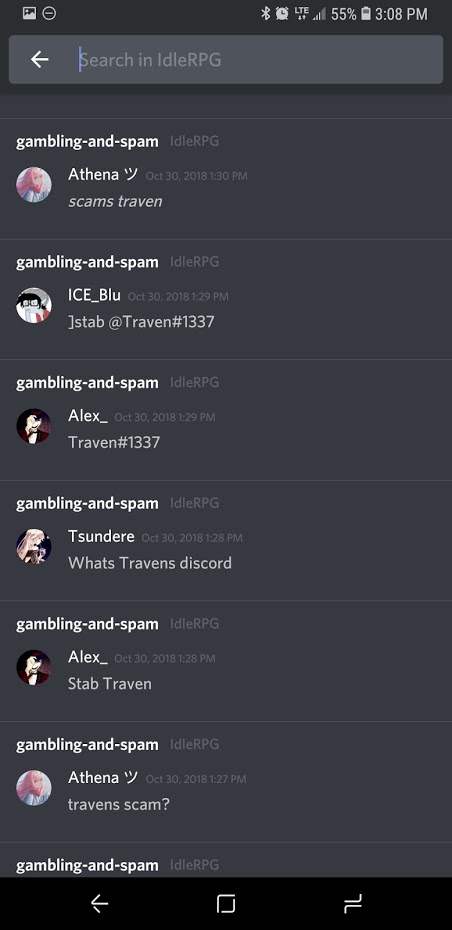 LTE 55% 3:08 PM
Search in IdleRPG
gambling-and-spam IdleRPG
Athena ツ Oct 30, 2018 1:30 PM
scams traven
gambling-and-spam IdleRPG
ICE_Blu Oct 30, 2018 1:29 PM
]stab @Traven#1337
gambling-and-spam IdleRPG
Alex_ Oct 30, 2018 1:29 PM
Traven#1337
gambling-and-spam IdleRPG
Tsundere Oct 30, 2018 1:28 PM
Whats Travens discord
gambling-and-spam IdleRPG
Alex_ Oct 30, 2018 1:28 PM
Stab Traven
gambling-and-spam IdleRPG
Athena ツ Oct 30, 2018 1:27 PM
travens scam?
gambling-and-spam IdleRPG